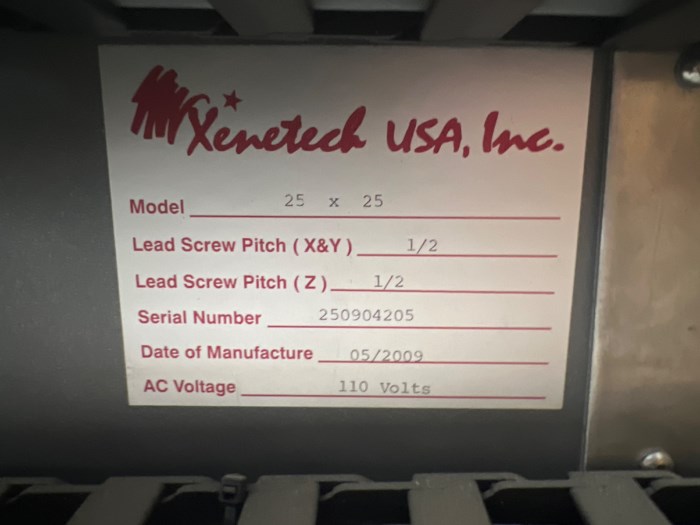 Xenetech USA, Inc.
Model 25 x 25
Lead Screw Pitch ( X&Y ) 1/2
Lead Screw Pitch ( Z ) 1/2
Serial Number 250904205
Date of Manufacture 05/2009
AC Voltage 110 Volts